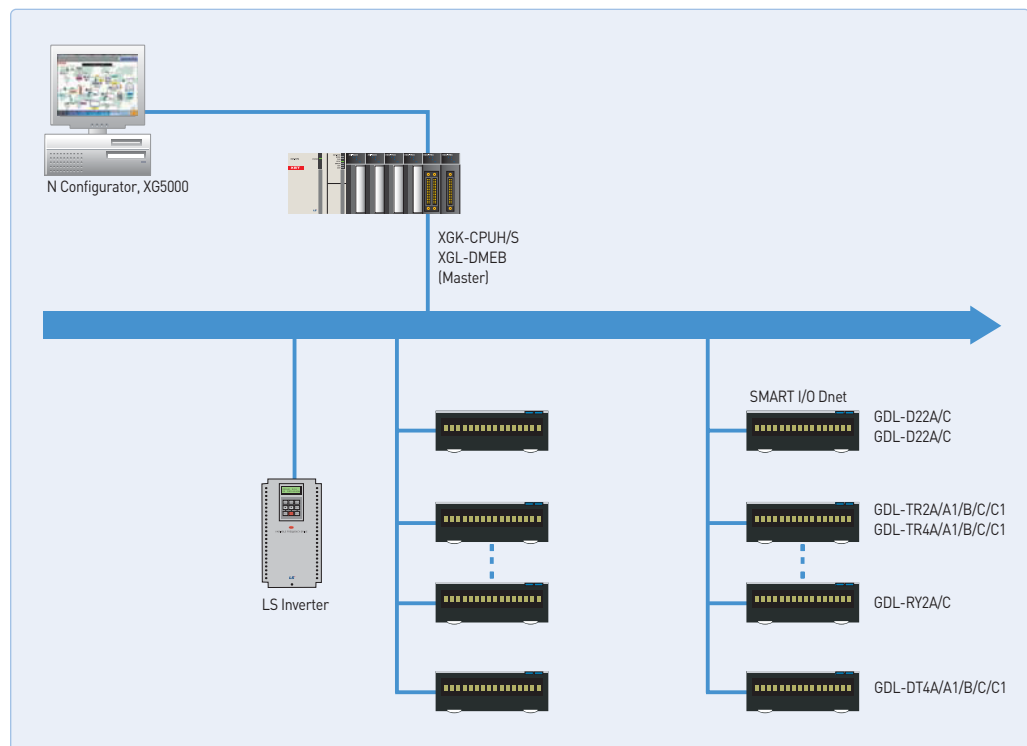 N Configurator, XG5000
XGK-CPUH/S
XGL-DMEB
(Master)
SMART I/O Dnet
GDL-D22A/C
GDL-D22A/C
GDL-TR2A/A1/B/C/C1
GDL-TR4A/A1/B/C/C1
LS Inverter
GDL-RY2A/C
GDL-DT4A/A1/B/C/C1